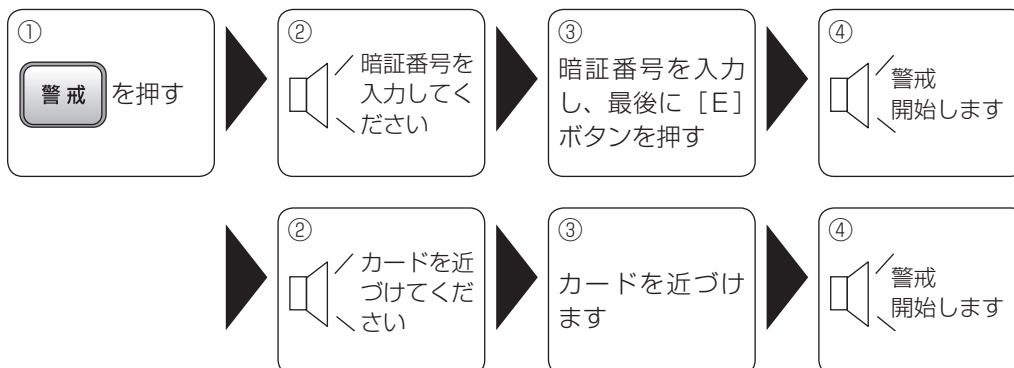 ①
警戒 を押す
②
暗証番号を
入力してく
ださい
③
暗証番号を入力
し、最後に［E］
ボタンを押す
④
警戒
開始します
②
カードを近
づけてくだ
さい
③
カードを近づけ
ます
④
警戒
開始します